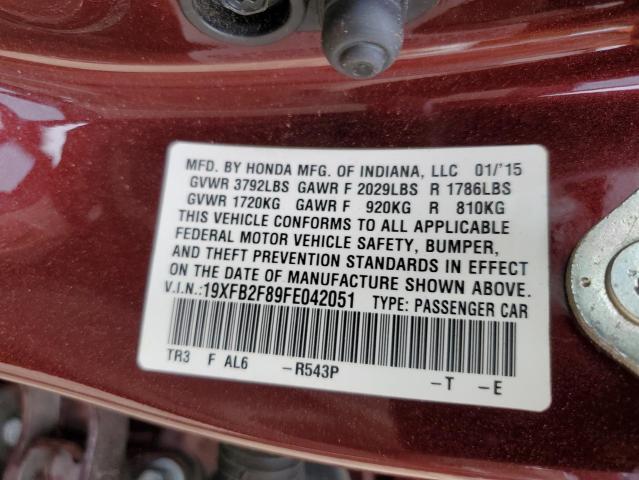 MFD. BY HONDA MFG. OF INDIANA, LLC 01/'15
GVWR 3792LBS GAWR F 2029LBS R 1786LBS
GVWR 1720KG GAWR F 920KG R 810KG
THIS VEHICLE CONFORMS TO ALL APPLICABLE
FEDERAL MOTOR VEHICLE SAFETY, BUMPER,
AND THEFT PREVENTION STANDARDS IN EFFECT
ON THE DATE OF MANUFACTURE SHOWN ABOVE.
V.I.N.:19XFB2F89FE042051 TYPE: PASSENGER CAR
TR3 F AL6 -R543P -T -E